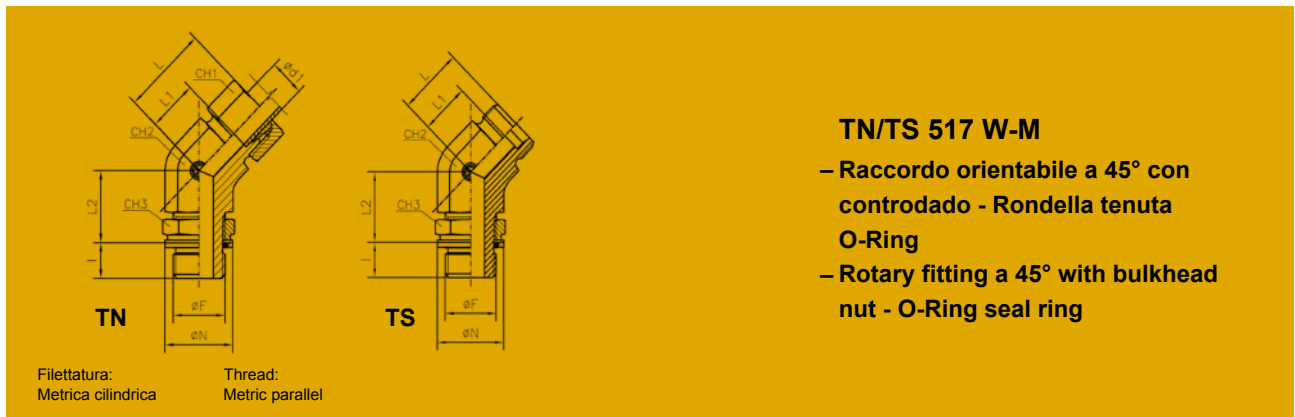 L
CH1
Ød1
L1
CH2
L2
CH3
I
ØF
ØN
TN
L
L1
CH2
L2
CH3
I
ØF
ØN
TS
Filettatura:
Metrica cilindrica
Thread:
Metric parallel
TN/TS 517 W-M
– Raccordo orientabile a 45° con
controdado - Rondella tenuta
O-Ring
– Rotary fitting a 45° with bulkhead
nut - O-Ring seal ring